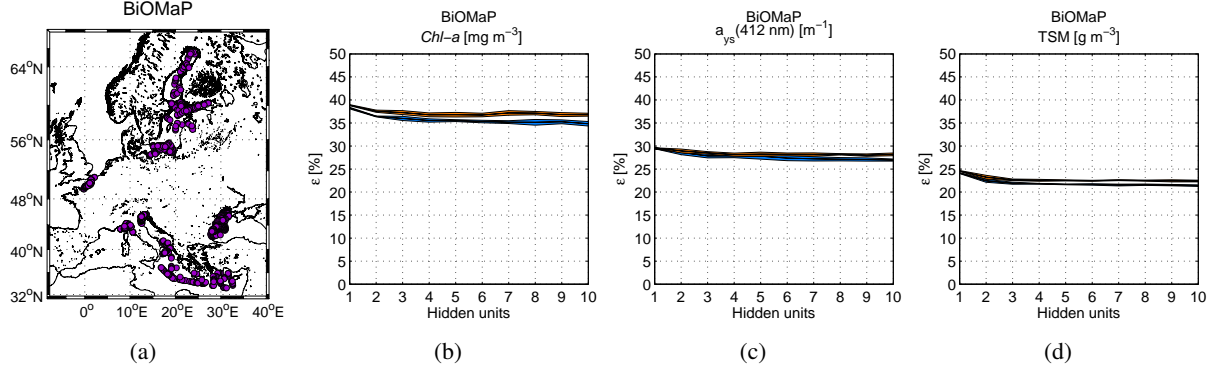 BiOMaP
64°N
56°N
48°N
40°N
32°N
0° 10°E 20°E 30°E 40°E
(a)
BiOMaP
Chl−a [mg m⁻³]
50
45
40
35
30
25
20
15
10
5
0
ε [%]
1 2 3 4 5 6 7 8 9 10
Hidden units
(b)
BiOMaP
a_ys(412 nm) [m⁻¹]
50
45
40
35
30
25
20
15
10
5
0
ε [%]
1 2 3 4 5 6 7 8 9 10
Hidden units
(c)
BiOMaP
TSM [g m⁻³]
50
45
40
35
30
25
20
15
10
5
0
ε [%]
1 2 3 4 5 6 7 8 9 10
Hidden units
(d)